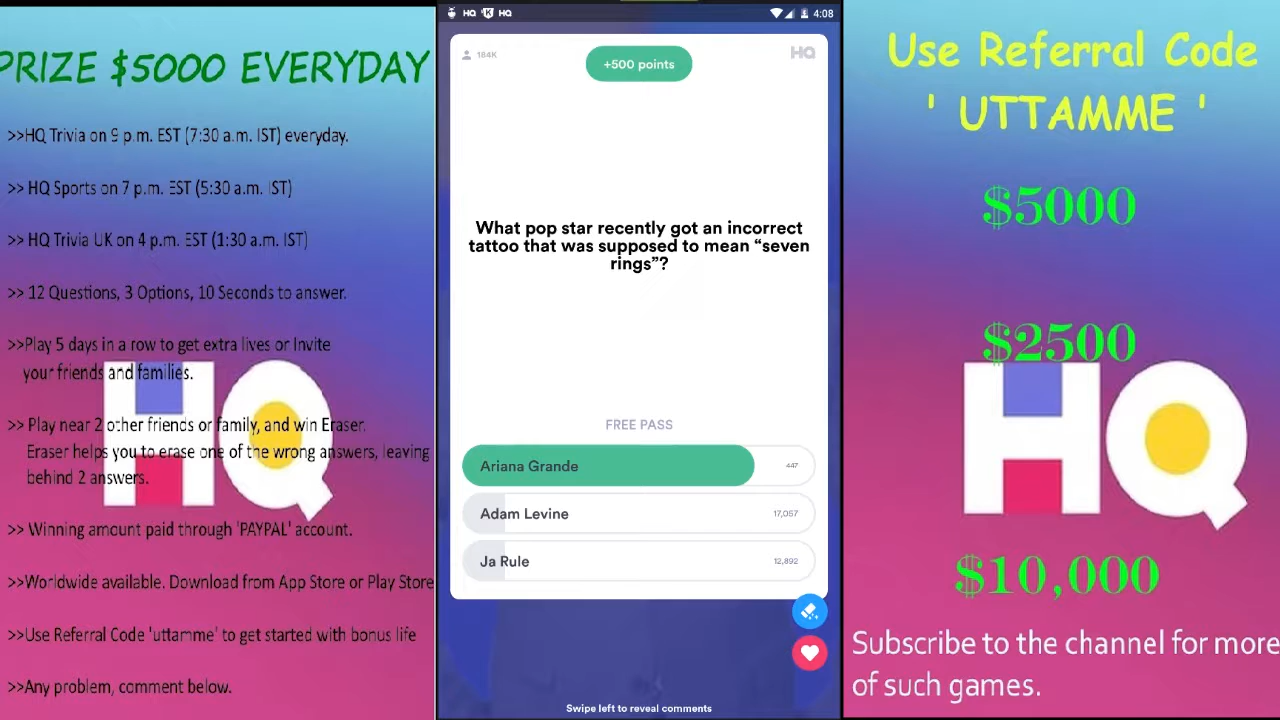 PRIZE $5000 EVERYDAY
>>HQ Trivia on 9 p.m. EST (7:30 a.m. IST) everyday.
>> HQ Sports on 7 p.m. EST (5:30 a.m. IST)
>> HQ Trivia UK on 4 p.m. EST (1:30 a.m. IST)
>> 12 Questions, 3 Options, 10 Seconds to answer.
>>Play 5 days in a row to get extra lives or Invite
your friends and families.
>> Play near 2 other friends or family, and win Eraser.
Eraser helps you to erase one of the wrong answers, leaving
behind 2 answers.
>> Winning amount paid through 'PAYPAL' account.
>>Worldwide available. Download from App Store or Play Store
>>Use Referral Code 'uttamme' to get started with bonus life
>>Any problem, comment below.
HQ
HQ HQ 4:08
184K
+500 points
HQ
What pop star recently got an incorrect
tattoo that was supposed to mean “seven
rings”?
FREE PASS
Ariana Grande 447
Adam Levine 17,057
Ja Rule 12,892
Swipe left to reveal comments
Use Referral Code
' UTTAMME '
$5000
$2500
HQ
$10,000
Subscribe to the channel for more
of such games.